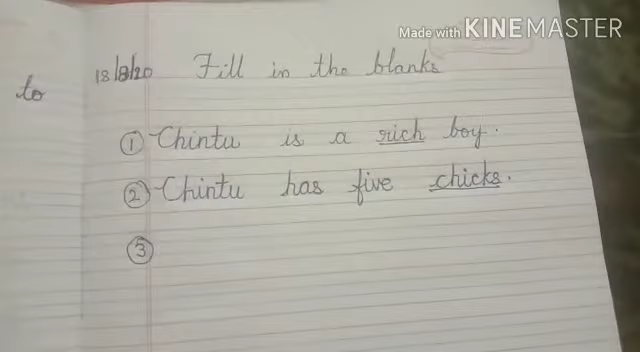 Made with KINEMASTER
to
18/8/20 Fill in the blanks
① Chintu is a rich boy.
② Chintu has five chicks.
③